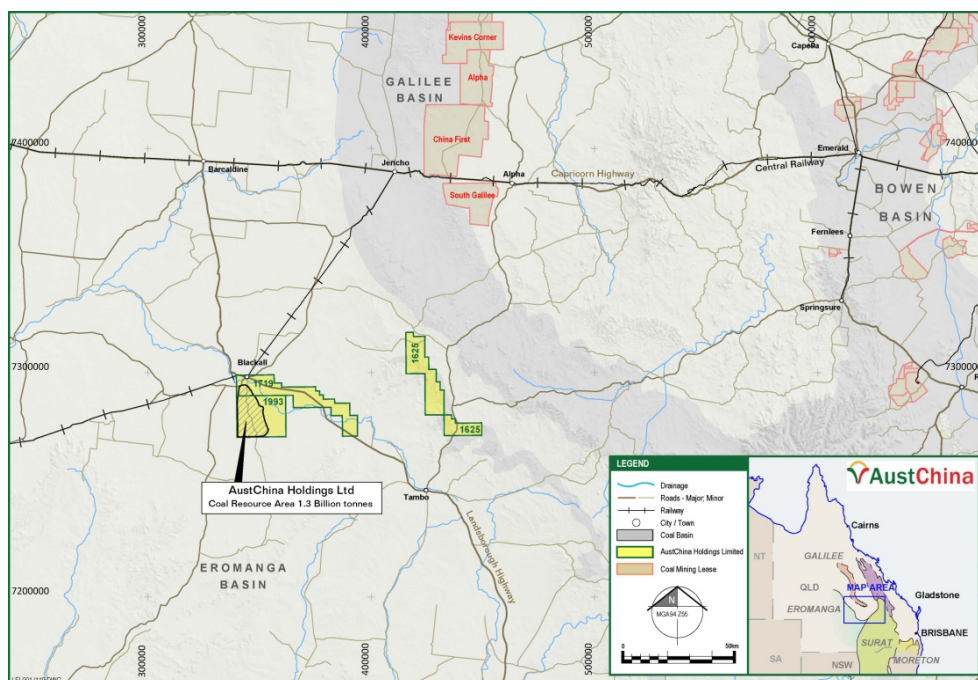 300000
400000
500000
Kevins Corner
Capella
GALILEE
BASIN
Alpha
7400000
China First
7400000
Emerald
Barcaldine
Jericho
Alpha
Capricorn Highway
Central Railway
BOWEN
BASIN
South Galilee
Fernlees
Springsure
7300000
Blackall
1625
7300000
R
1719
1993
1625
AustChina Holdings Ltd
Coal Resource Area 1.3 Billion tonnes
Tambo
Landsborough Highway
EROMANGA
BASIN
7200000
300000
400000
500000
LEGEND
Drainage
Roads - Major; Minor
Railway
City / Town
Coal Basin
AustChina Holdings Limited
Coal Mining Lease
N
MGA94 Z55
0
50km
AustChina
Cairns
NT
GALILEE
QLD
MAP AREA
Gladstone
EROMANGA
BRISBANE
SURAT
SA
NSW
MORETON